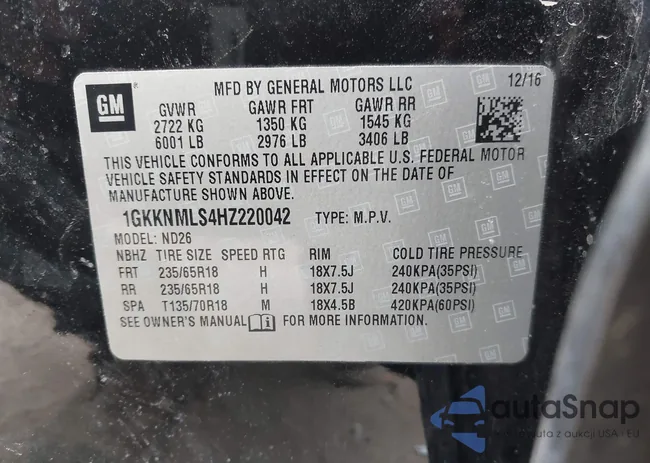 GM
MFD BY GENERAL MOTORS LLC 12/16
GVWR GAWR FRT GAWR RR
2722 KG 1350 KG 1545 KG
6001 LB 2976 LB 3406 LB
THIS VEHICLE CONFORMS TO ALL APPLICABLE U.S. FEDERAL MOTOR
VEHICLE SAFETY STANDARDS IN EFFECT ON THE DATE OF
MANUFACTURE SHOWN ABOVE.
1GKKNMLS4HZ220042 TYPE: M.P.V.
MODEL: ND26
NBHZ TIRE SIZE SPEED RTG RIM COLD TIRE PRESSURE
FRT 235/65R18 H 18X7.5J 240KPA(35PSI)
RR 235/65R18 H 18X7.5J 240KPA(35PSI)
SPA T135/70R18 M 18X4.5B 420KPA(60PSI)
SEE OWNER'S MANUAL FOR MORE INFORMATION.
autoSnap
auta z aukcji USA - EU